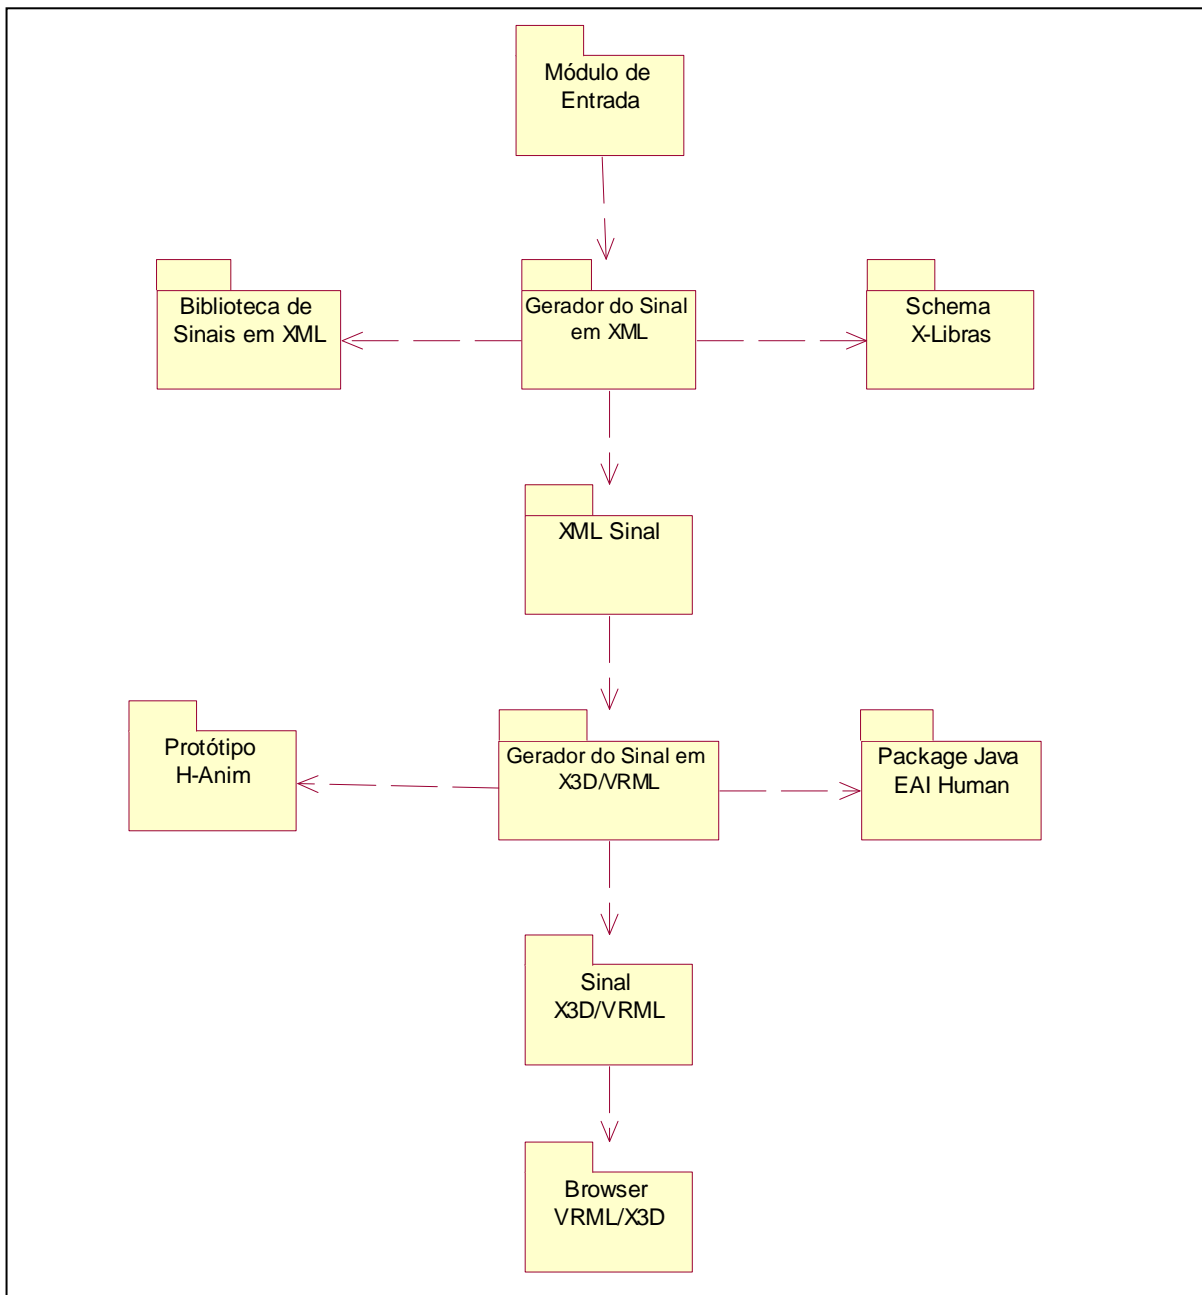 Módulo de
Entrada
Biblioteca de
Sinais em XML
Gerador do Sinal
em XML
Schema
X-Libras
XML Sinal
Protótipo
H-Anim
Gerador do Sinal em
X3D/VRML
Package Java
EAI Human
Sinal
X3D/VRML
Browser
VRML/X3D